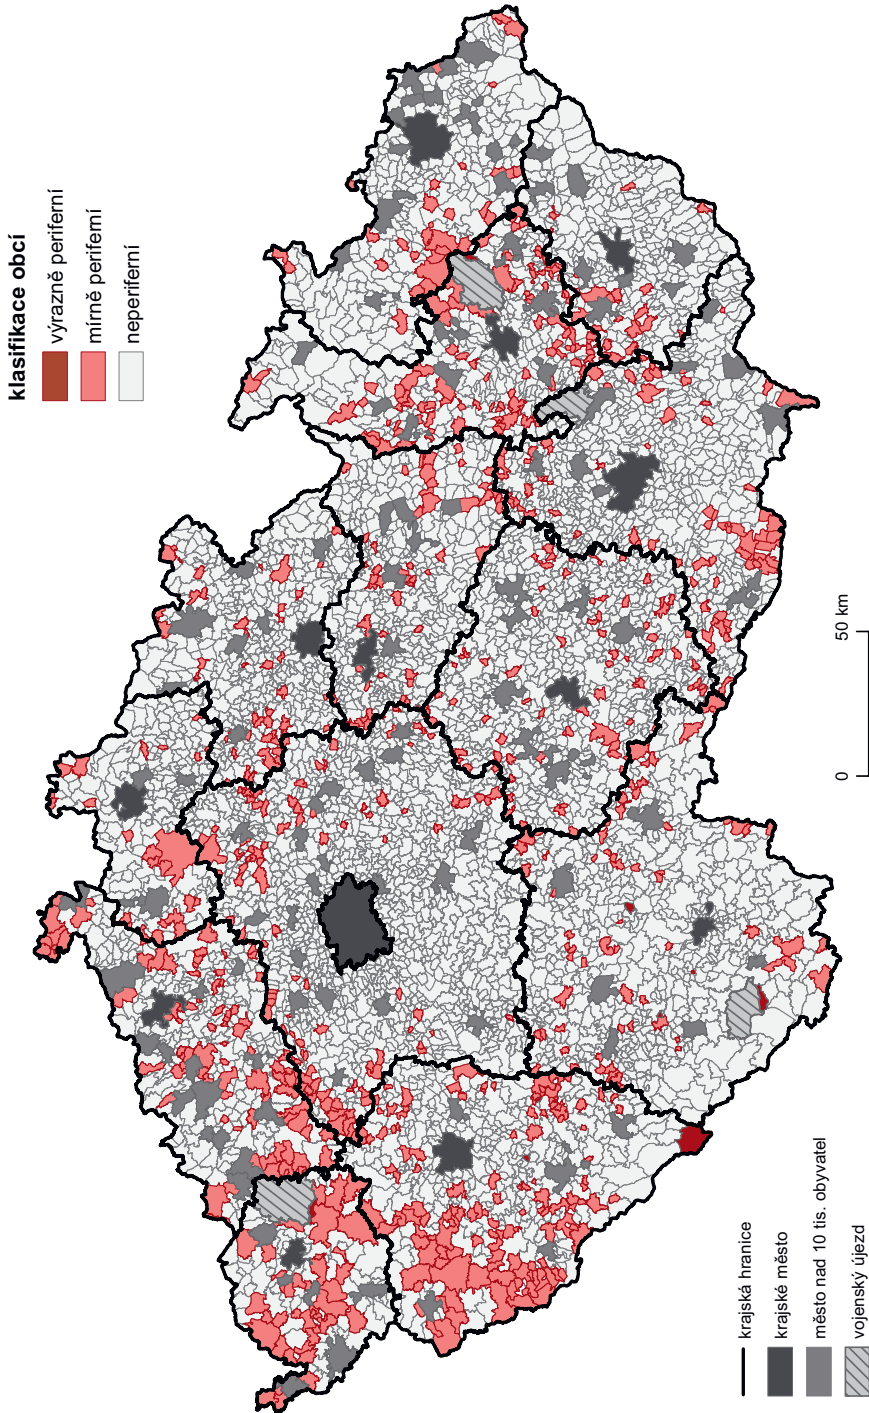 klasifikace obcí
výrazně periferní
mírně periferní
neperiferní
krajská hranice
krajské město
město nad 10 tis. obyvatel
vojenský újezd
0
50 km